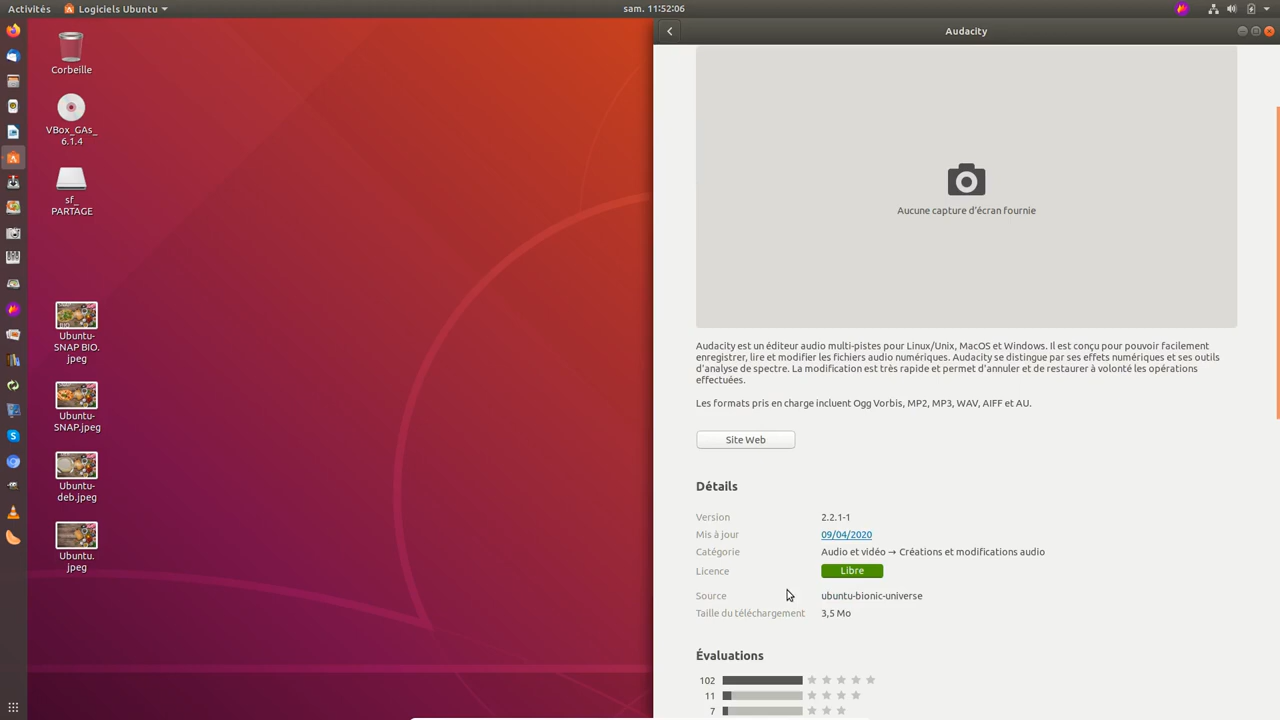 Activités
Logiciels Ubuntu
sam. 11:52:06
Corbeille
VBox_GAs_
6.1.4
sf_
PARTAGE
Ubuntu-
SNAP BIO.
jpeg
Ubuntu-
SNAP.jpeg
Ubuntu-
deb.jpeg
Ubuntu.
jpeg
Audacity
Aucune capture d'écran fournie
Audacity est un éditeur audio multi-pistes pour Linux/Unix, MacOS et Windows. Il est conçu pour pouvoir facilement
enregistrer, lire et modifier les fichiers audio numériques. Audacity se distingue par ses effets numériques et ses outils
d'analyse de spectre. La modification est très rapide et permet d'annuler et de restaurer à volonté les opérations
effectuées.
Les formats pris en charge incluent Ogg Vorbis, MP2, MP3, WAV, AIFF et AU.
Site Web
Détails
Version 2.2.1-1
Mis à jour 09/04/2020
Catégorie Audio et vidéo → Créations et modifications audio
Licence Libre
Source ubuntu-bionic-universe
Taille du téléchargement 3,5 Mo
Évaluations
102
11
7